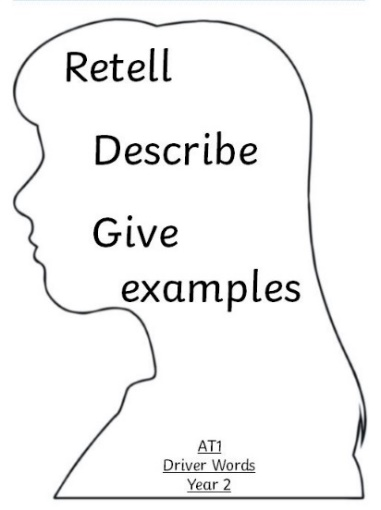 Retell
Describe
Give
examples
AT1
Driver Words
Year 2